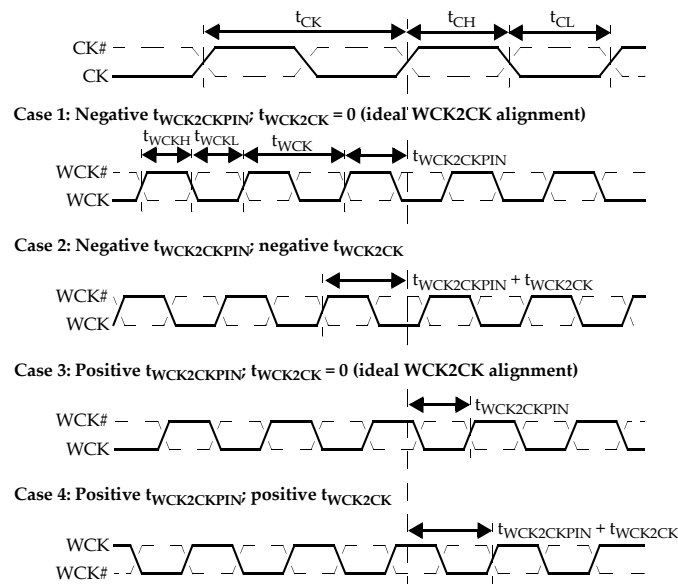 tCK tCH tCL
CK#
CK
Case 1: Negative tWCK2CKPIN; tWCK2CK = 0 (ideal WCK2CK alignment)
tWCKH tWCKL tWCK tWCK2CKPIN
WCK#
WCK
Case 2: Negative tWCK2CKPIN; negative tWCK2CK
tWCK2CKPIN + tWCK2CK
WCK#
WCK
Case 3: Positive tWCK2CKPIN; tWCK2CK = 0 (ideal WCK2CK alignment)
tWCK2CKPIN
WCK#
WCK
Case 4: Positive tWCK2CKPIN; positive tWCK2CK
tWCK2CKPIN + tWCK2CK
WCK
WCK#